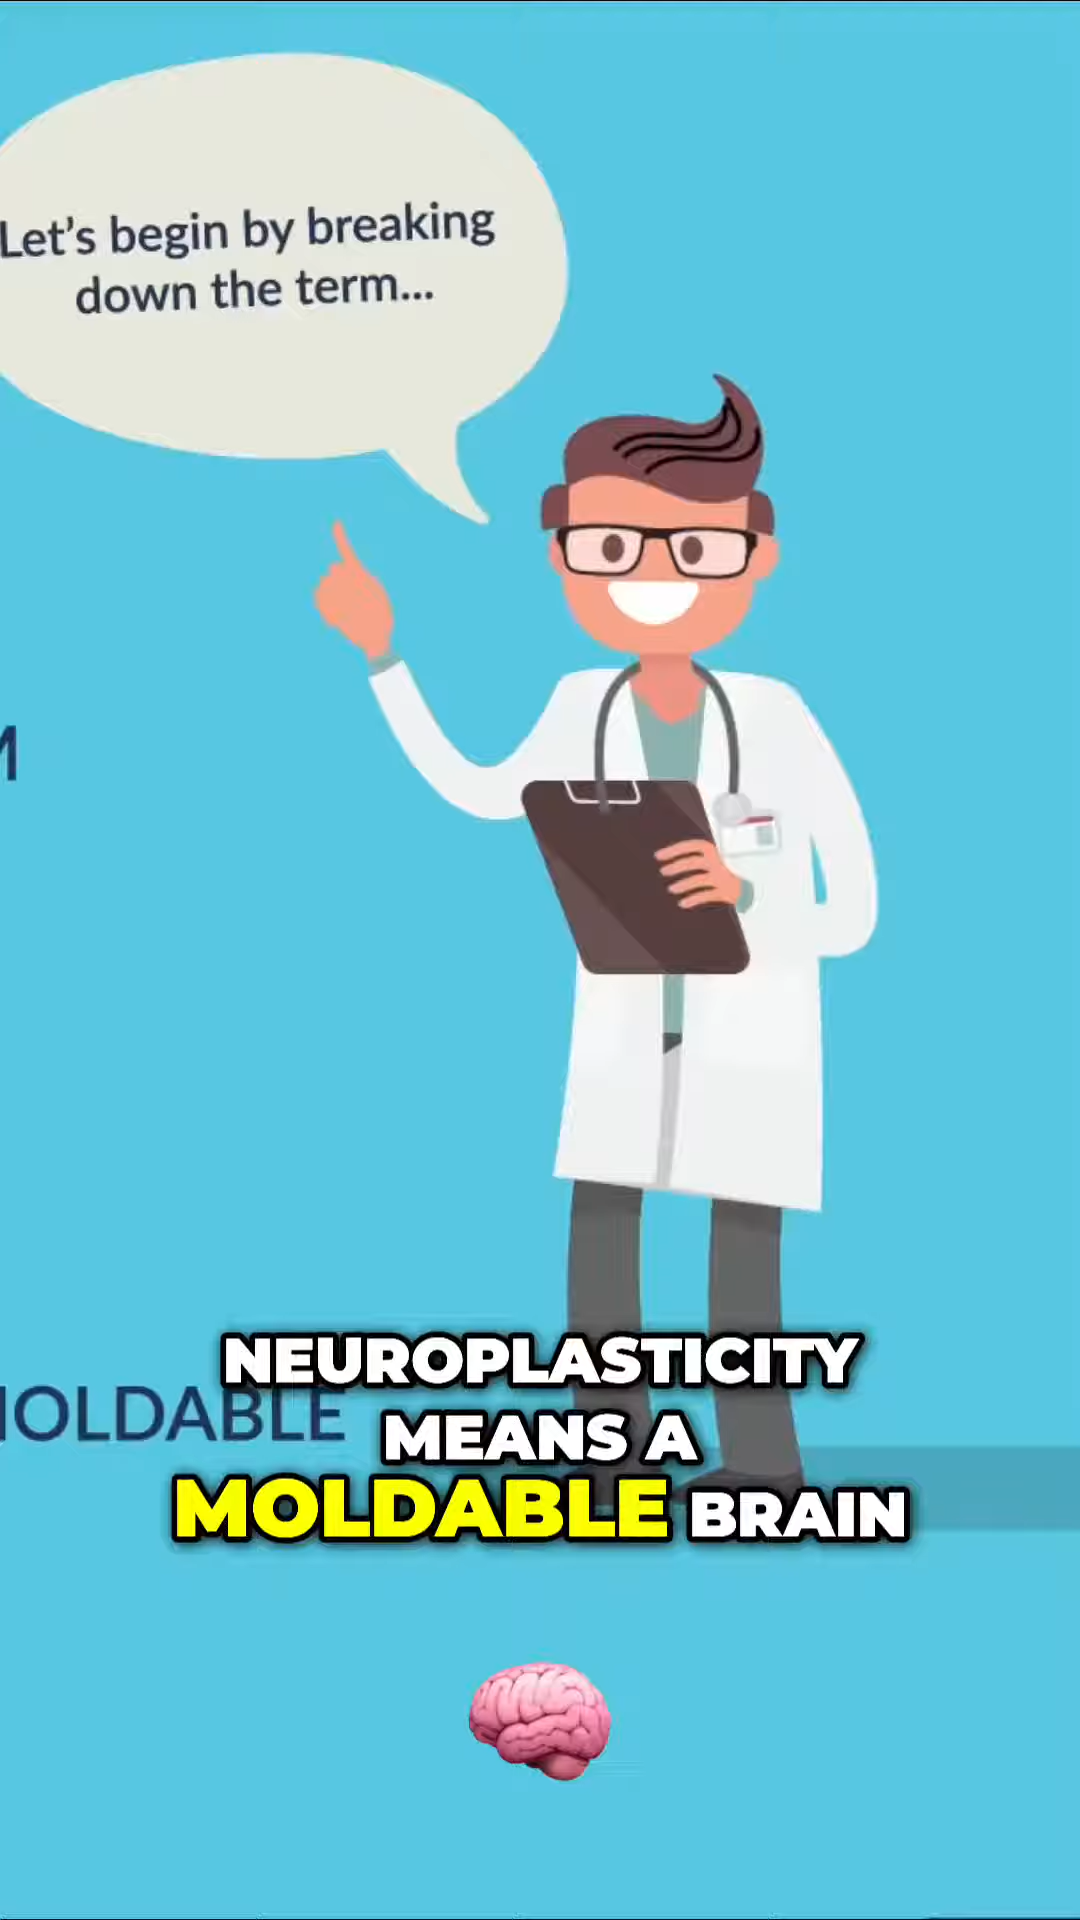 Let's begin by breaking
down the term...
NEUROPLASTICITY
MEANS A
MOLDABLE BRAIN